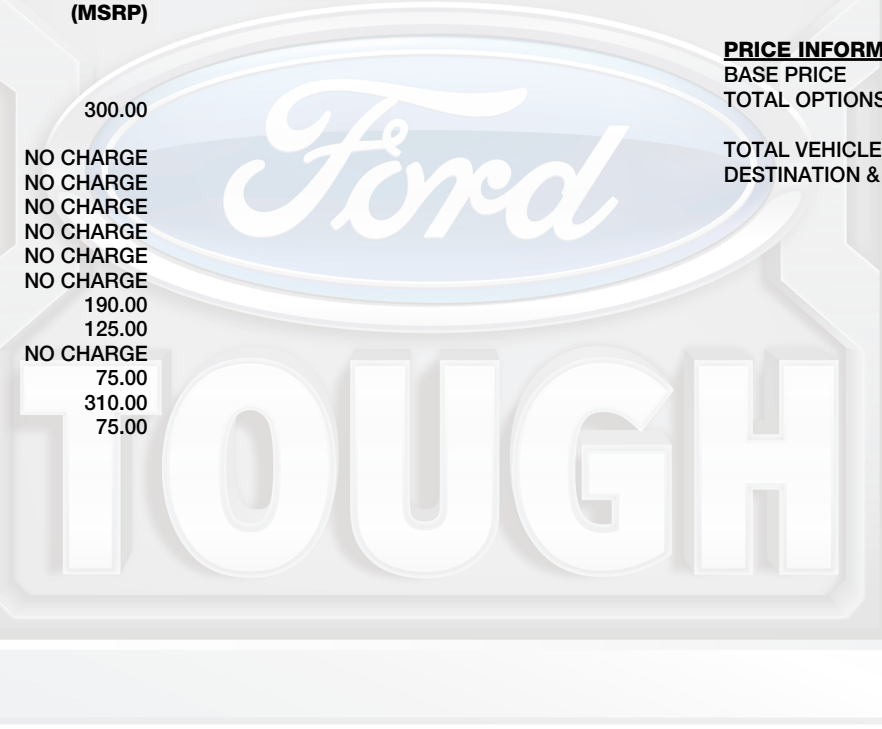 (MSRP)
300.00
NO CHARGE
NO CHARGE
NO CHARGE
NO CHARGE
NO CHARGE
NO CHARGE
190.00
125.00
NO CHARGE
75.00
310.00
75.00
PRICE INFORM
BASE PRICE
TOTAL OPTIONS
TOTAL VEHICLE
DESTINATION &
Ford
TOUGH